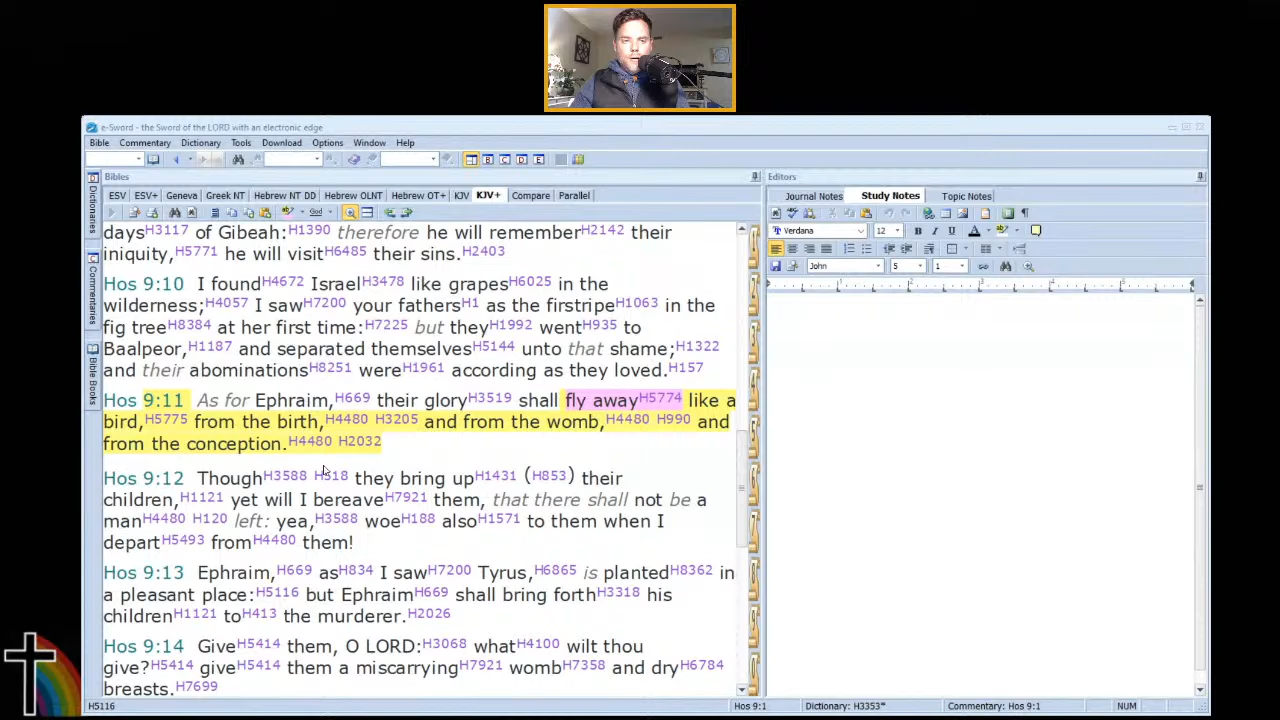 e-Sword - the Sword of the LORD with an electronic edge
Bible Commentary Dictionary Tools Download Options Window Help
B C D E
Bibles
Editors
Dictionaries
Commentaries
Bible Books
ESV ESV+ Geneva Greek NT Hebrew NT DD Hebrew OLNT Hebrew OT+ KJV KJV+ Compare Parallel
Journal Notes Study Notes Topic Notes
God
Verdana 12 B I U A
John 5 1
daysH3117 of Gibeah:H1390 therefore he will rememberH2142 their
iniquity,H5771 he will visitH6485 their sins.H2403
Hos 9:10 I foundH4672 IsraelH3478 like grapesH6025 in the
wilderness;H4057 I sawH7200 your fathersH1 as the firstripeH1063 in the
fig treeH8384 at her first time:H7225 but theyH1992 wentH935 to
Baalpeor,H1187 and separated themselvesH5144 unto that shame;H1322
and their abominationsH8251 wereH1961 according as they loved.H157
Hos 9:11 As for Ephraim,H669 their gloryH3519 shall fly awayH5774 like a
bird,H5775 from the birth,H4480 H3205 and from the womb,H4480 H990 and
from the conception.H4480 H2032
Hos 9:12 ThoughH3588 H518 they bring upH1431 (H853) their
children,H1121 yet will I bereaveH7921 them, that there shall not be a
manH4480 H120 left: yea,H3588 woeH188 alsoH1571 to them when I
departH5493 fromH4480 them!
Hos 9:13 Ephraim,H669 asH834 I sawH7200 Tyrus,H6865 is plantedH8362 in
a pleasant place:H5116 but EphraimH669 shall bring forthH3318 his
childrenH1121 toH413 the murderer.H2026
Hos 9:14 GiveH5414 them, O LORD:H3068 whatH4100 wilt thou
give?H5414 giveH5414 them a miscarryingH7921 wombH7358 and dryH6784
breasts.H7699
H5116 Hos 9:1 Dictionary: H3353* Commentary: Hos 9:1 NUM